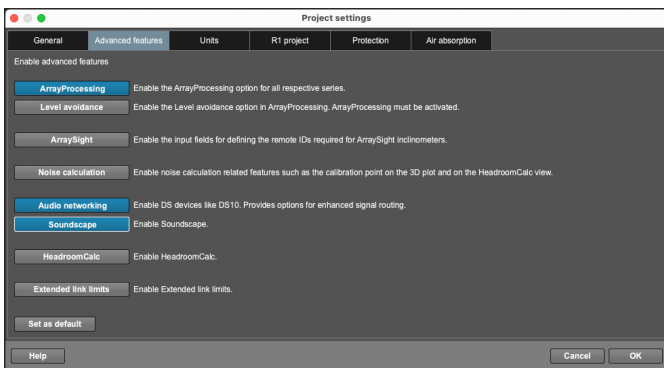 Project settings
General
Advanced features
Units
R1 project
Protection
Air absorption
Enable advanced features
ArrayProcessing Enable the ArrayProcessing option for all respective series.
Level avoidance Enable the Level avoidance option in ArrayProcessing. ArrayProcessing must be activated.
ArraySight Enable the input fields for defining the remote IDs required for ArraySight inclinometers.
Noise calculation Enable noise calculation related features such as the calibration point on the 3D plot and on the HeadroomCalc view.
Audio networking Enable DS devices like DS10. Provides options for enhanced signal routing.
Soundscape Enable Soundscape.
HeadroomCalc Enable HeadroomCalc.
Extended link limits Enable Extended link limits.
Set as default
Help
Cancel
OK